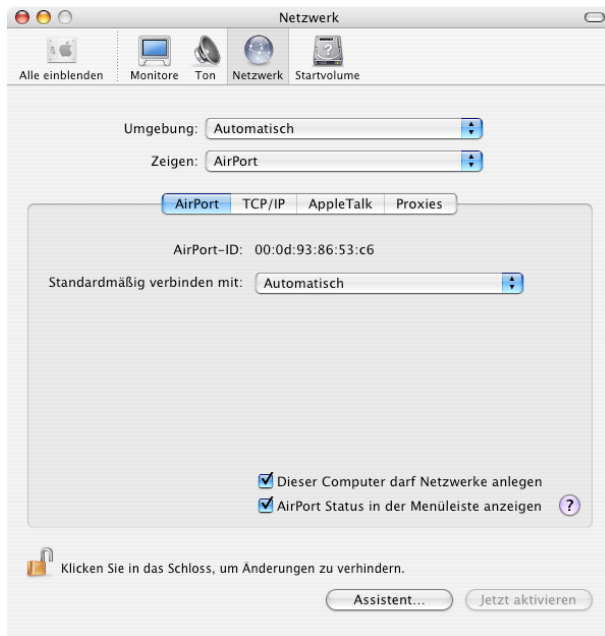 Netzwerk
Alle einblenden Monitore Ton Netzwerk Startvolume
Umgebung: Automatisch
Zeigen: AirPort
AirPort TCP/IP AppleTalk Proxies
AirPort-ID: 00:0d:93:86:53:c6
Standardmäßig verbinden mit: Automatisch
Dieser Computer darf Netzwerke anlegen
AirPort Status in der Menüleiste anzeigen ?
Klicken Sie in das Schloss, um Änderungen zu verhindern.
Assistent... Jetzt aktivieren